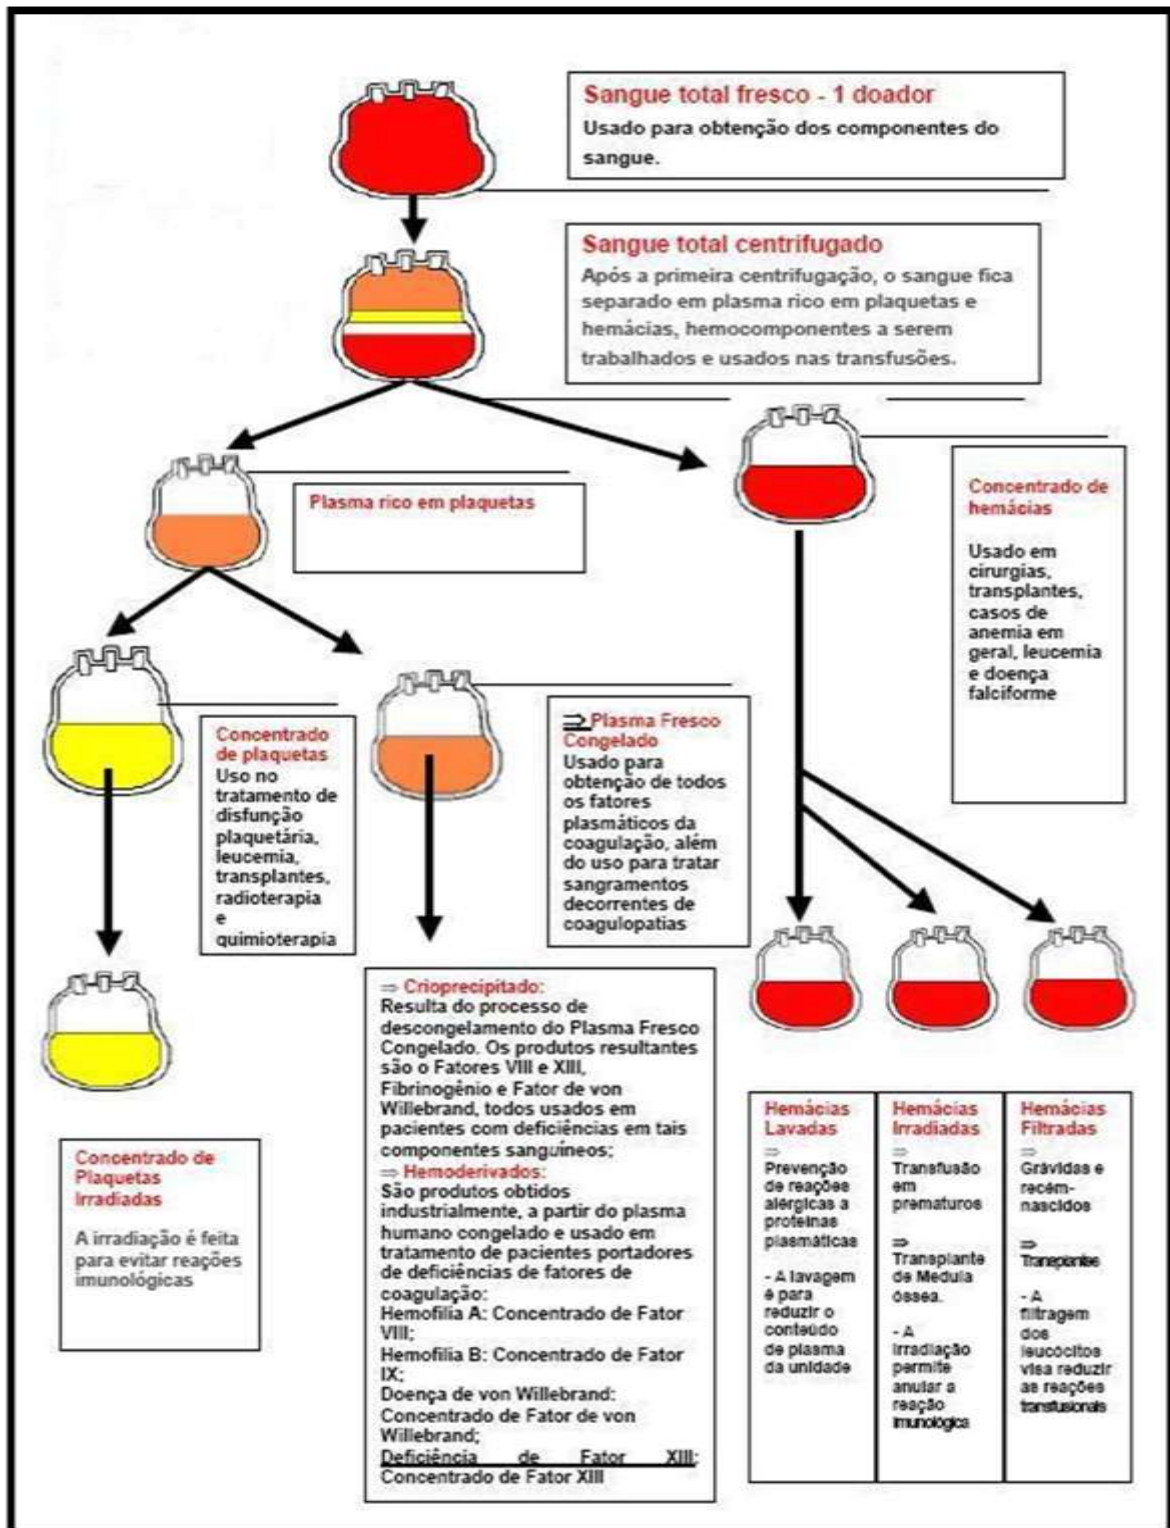 Sangue total fresco - 1 doador
Usado para obtenção dos componentes do
sangue.
Sangue total centrifugado
Após a primeira centrifugação, o sangue fica
separado em plasma rico em plaquetas e
hemácias, hemocomponentes a serem
trabalhados e usados nas transfusões.
Plasma rico em plaquetas
Concentrado de
hemácias
Usado em
cirurgias,
transplantes,
casos de
anemia em
geral, leucemia
e doença
falciforme
Concentrado
de plaquetas
Uso no
tratamento de
disfunção
plaquetária,
leucemia,
transplantes,
radioterapia
e
quimioterapia
⇒ Plasma Fresco
Congelado
Usado para
obtenção de todos
os fatores
plasmáticos da
coagulação, além
do uso para tratar
sangramentos
decorrentes de
coagulopatias
Concentrado de
Plaquetas
Irradiadas
A irradiação é feita
para evitar reações
imunológicas
⇒ Crioprecipitado:
Resulta do processo de
descongelamento do Plasma Fresco
Congelado. Os produtos resultantes
são o Fatores VIII e XIII,
Fibrinogênio e Fator de von
Willebrand, todos usados em
pacientes com deficiências em tais
componentes sanguíneos;
⇒ Hemoderivados:
São produtos obtidos
industrialmente, a partir do plasma
humano congelado e usado em
tratamento de pacientes portadores
de deficiências de fatores de
coagulação:
Hemofilia A: Concentrado de Fator
VIII;
Hemofilia B: Concentrado de Fator
IX;
Doença de von Willebrand:
Concentrado de Fator de von
Willebrand;
Deficiência de Fator XIII:
Concentrado de Fator XIII
Hemácias
Lavadas
⇒
Prevenção
de reações
alérgicas a
proteínas
plasmáticas
- A lavagem
é para
reduzir o
conteúdo
de plasma
da unidade
Hemácias
Irradiadas
⇒
Transfusão
em
prematuros
⇒
Transplante
de Medula
óssea.
- A
irradiação
permite
anular a
reação
imunológica
Hemácias
Filtradas
⇒
Grávidas e
recém-
nascidos
⇒
Transplantes
- A
filtragem
dos
leucócitos
visa reduzir
as reações
transfusionais